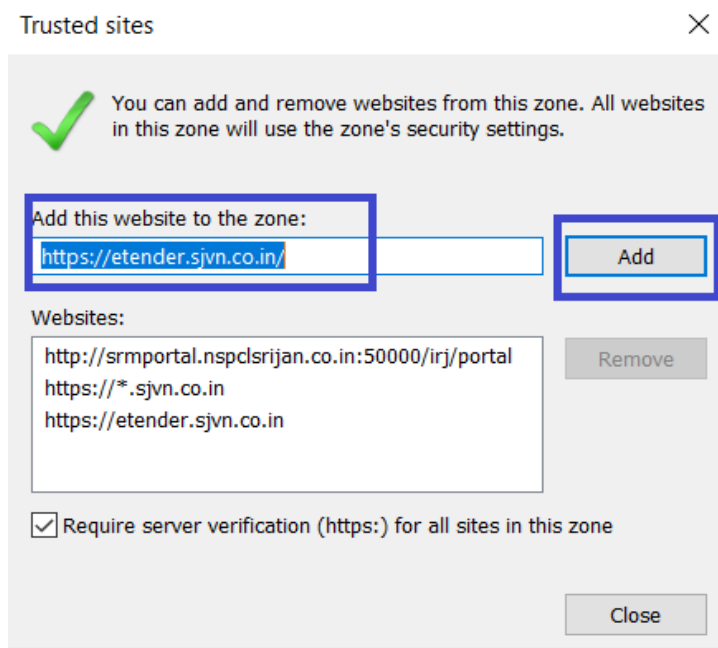 Trusted sites
You can add and remove websites from this zone. All websites
in this zone will use the zone's security settings.
Add this website to the zone:
https://etender.sjvn.co.in/
Add
Websites:
http://srmportal.nspclsrijan.co.in:50000/irj/portal
https://*.sjvn.co.in
https://etender.sjvn.co.in
Remove
Require server verification (https:) for all sites in this zone
Close